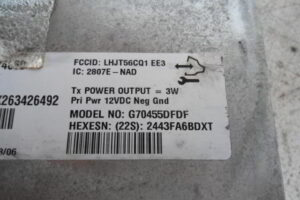 FCCID: LHJT56CQ1 EE3
IC: 2807E-NAD
Z263426492
Tx POWER OUTPUT = 3W
Pri Pwr 12VDC Neg Gnd
MODEL NO: G70455DFDF
HEXESN: (22S): 2443FA6BDXT
/06